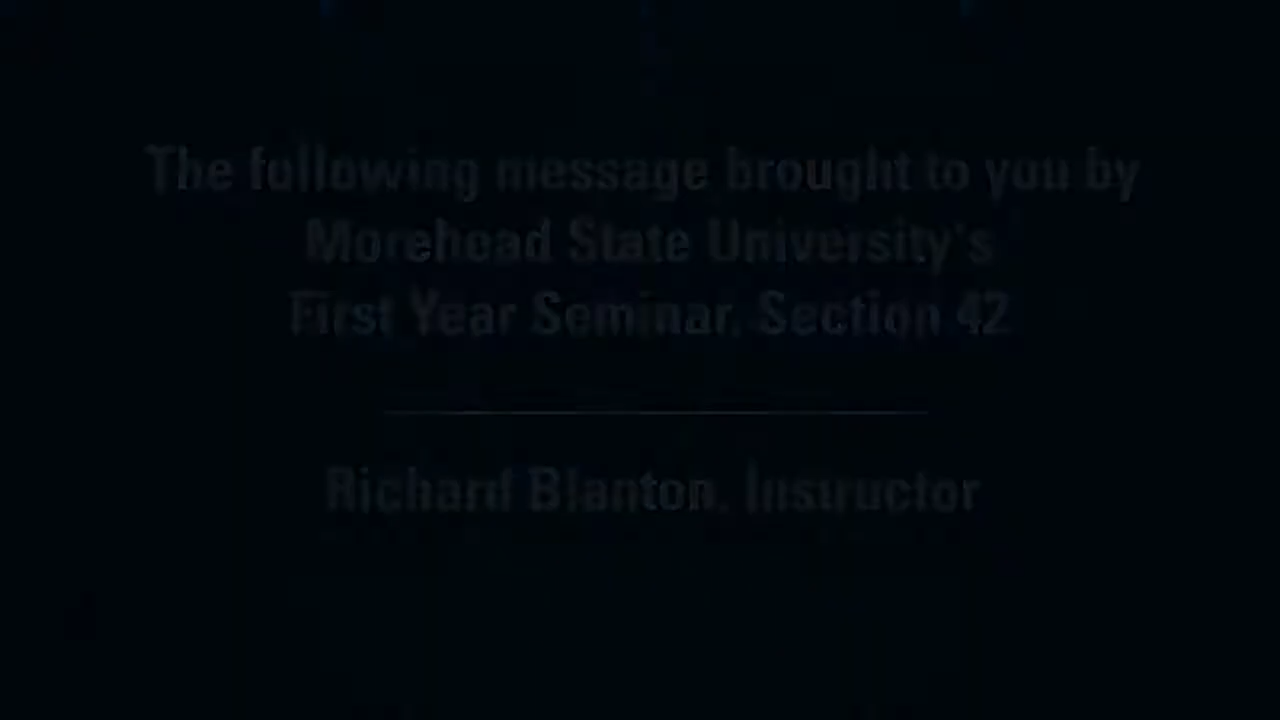 The following message brought to you by
Morehead State University's
First Year Seminar, Section 42
Richard Blanton, Instructor